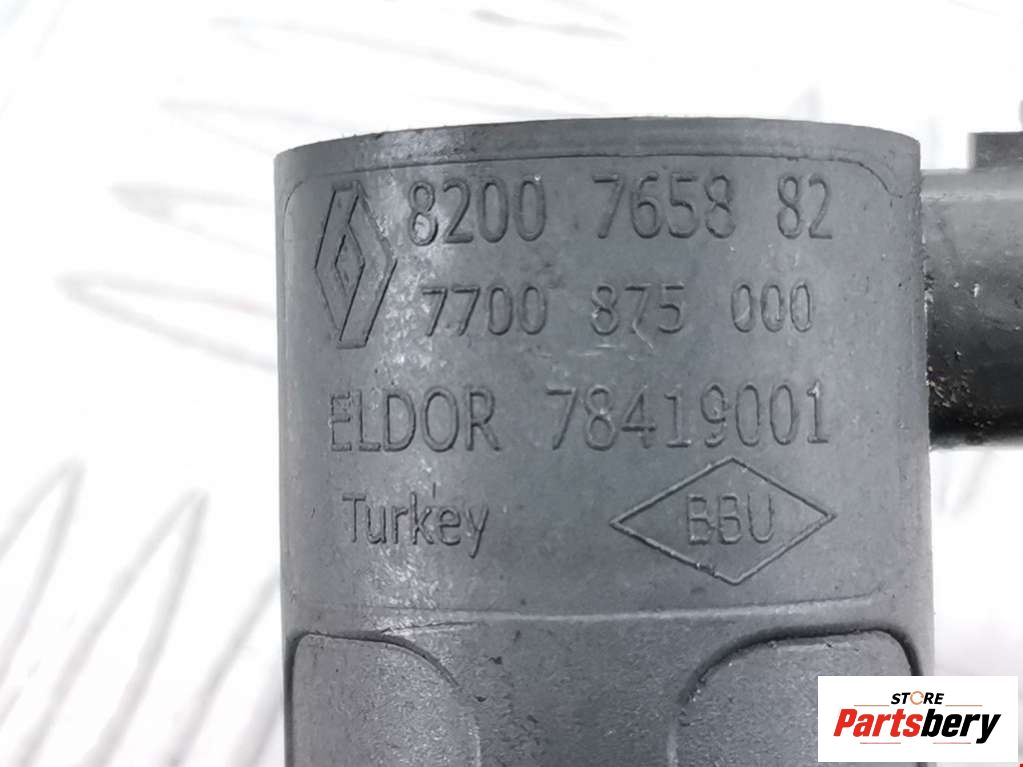 8200 7658 82
7700 875 000
ELDOR 78419001
Turkey BBU
STORE
Partsbery